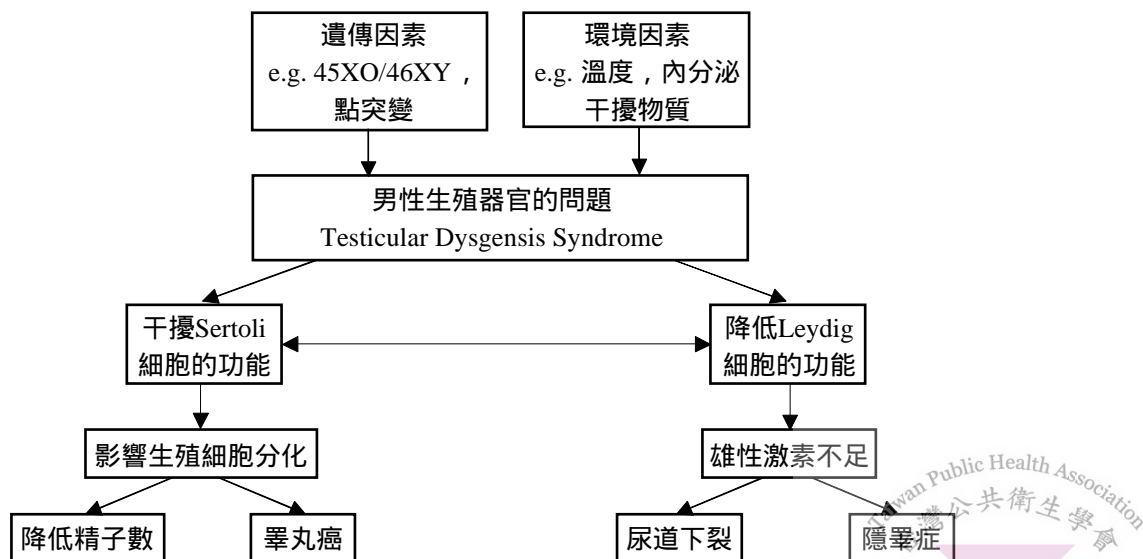 遺傳因素
e.g. 45XO/46XY，
點突變
環境因素
e.g. 溫度，內分泌
干擾物質
男性生殖器官的問題
Testicular Dysgensis Syndrome
干擾Sertoli
細胞的功能
降低Leydig
細胞的功能
影響生殖細胞分化
雄性激素不足
降低精子數
睪丸癌
尿道下裂
隱睪症
Taiwan Public Health Association
台灣公共衛生學會